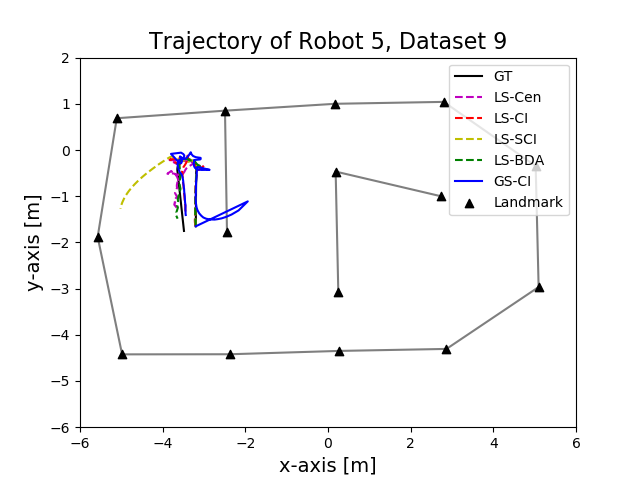 Trajectory of Robot 5, Dataset 9
2
1
0
−1
−2
−3
−4
−5
−6
y-axis [m]
GT
LS-Cen
LS-CI
LS-SCI
LS-BDA
GS-CI
Landmark
−6
−4
−2
0
2
4
6
x-axis [m]